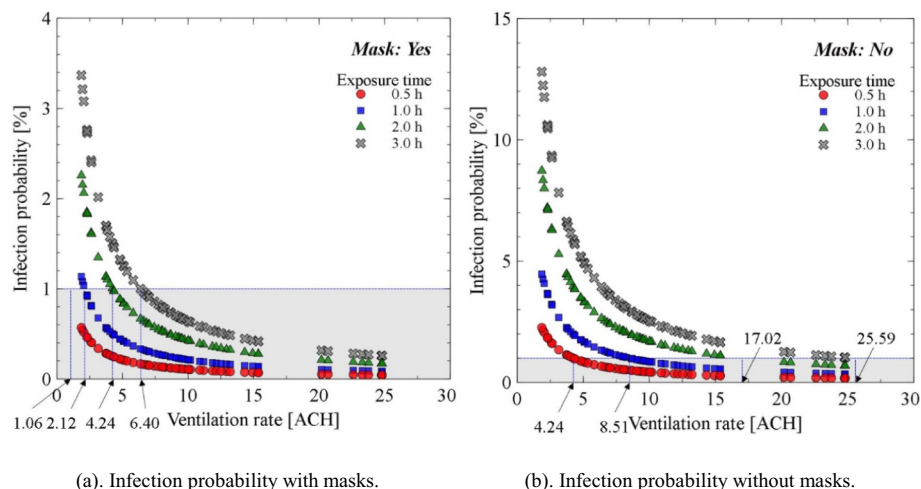 4
3
2
1
0
Infection probability [%]
Mask: Yes
Exposure time
0.5 h
1.0 h
2.0 h
3.0 h
0 5 10 15 20 25 30
1.06 2.12 4.24 6.40
Ventilation rate [ACH]
(a). Infection probability with masks.
15
10
5
0
Infection probability [%]
Mask: No
Exposure time
0.5 h
1.0 h
2.0 h
3.0 h
17.02
25.59
0 5 10 15 20 25 30
4.24 8.51
Ventilation rate [ACH]
(b). Infection probability without masks.